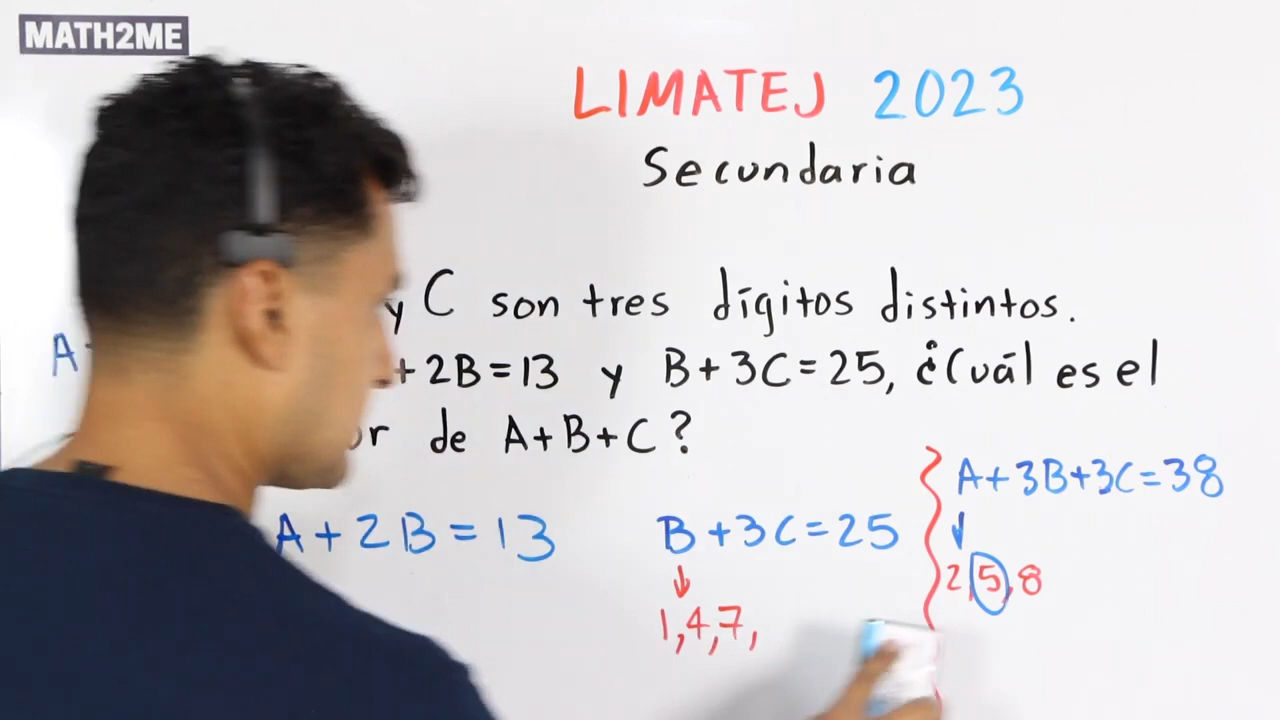 MATH2ME
LIMATEJ 2023
Secundaria
y C son tres dígitos distintos.
A
+2B=13 y B+3C=25, ¿Cuál es el
de A+B+C?
A+3B+3C=38
A+2B=13
B+3C=25
2,5,8
1,4,7,